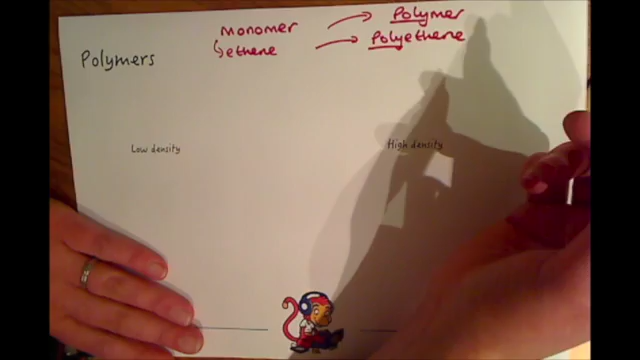 Monomer → Polymer
ethene → Polyethene
Polymers
Low density
High density